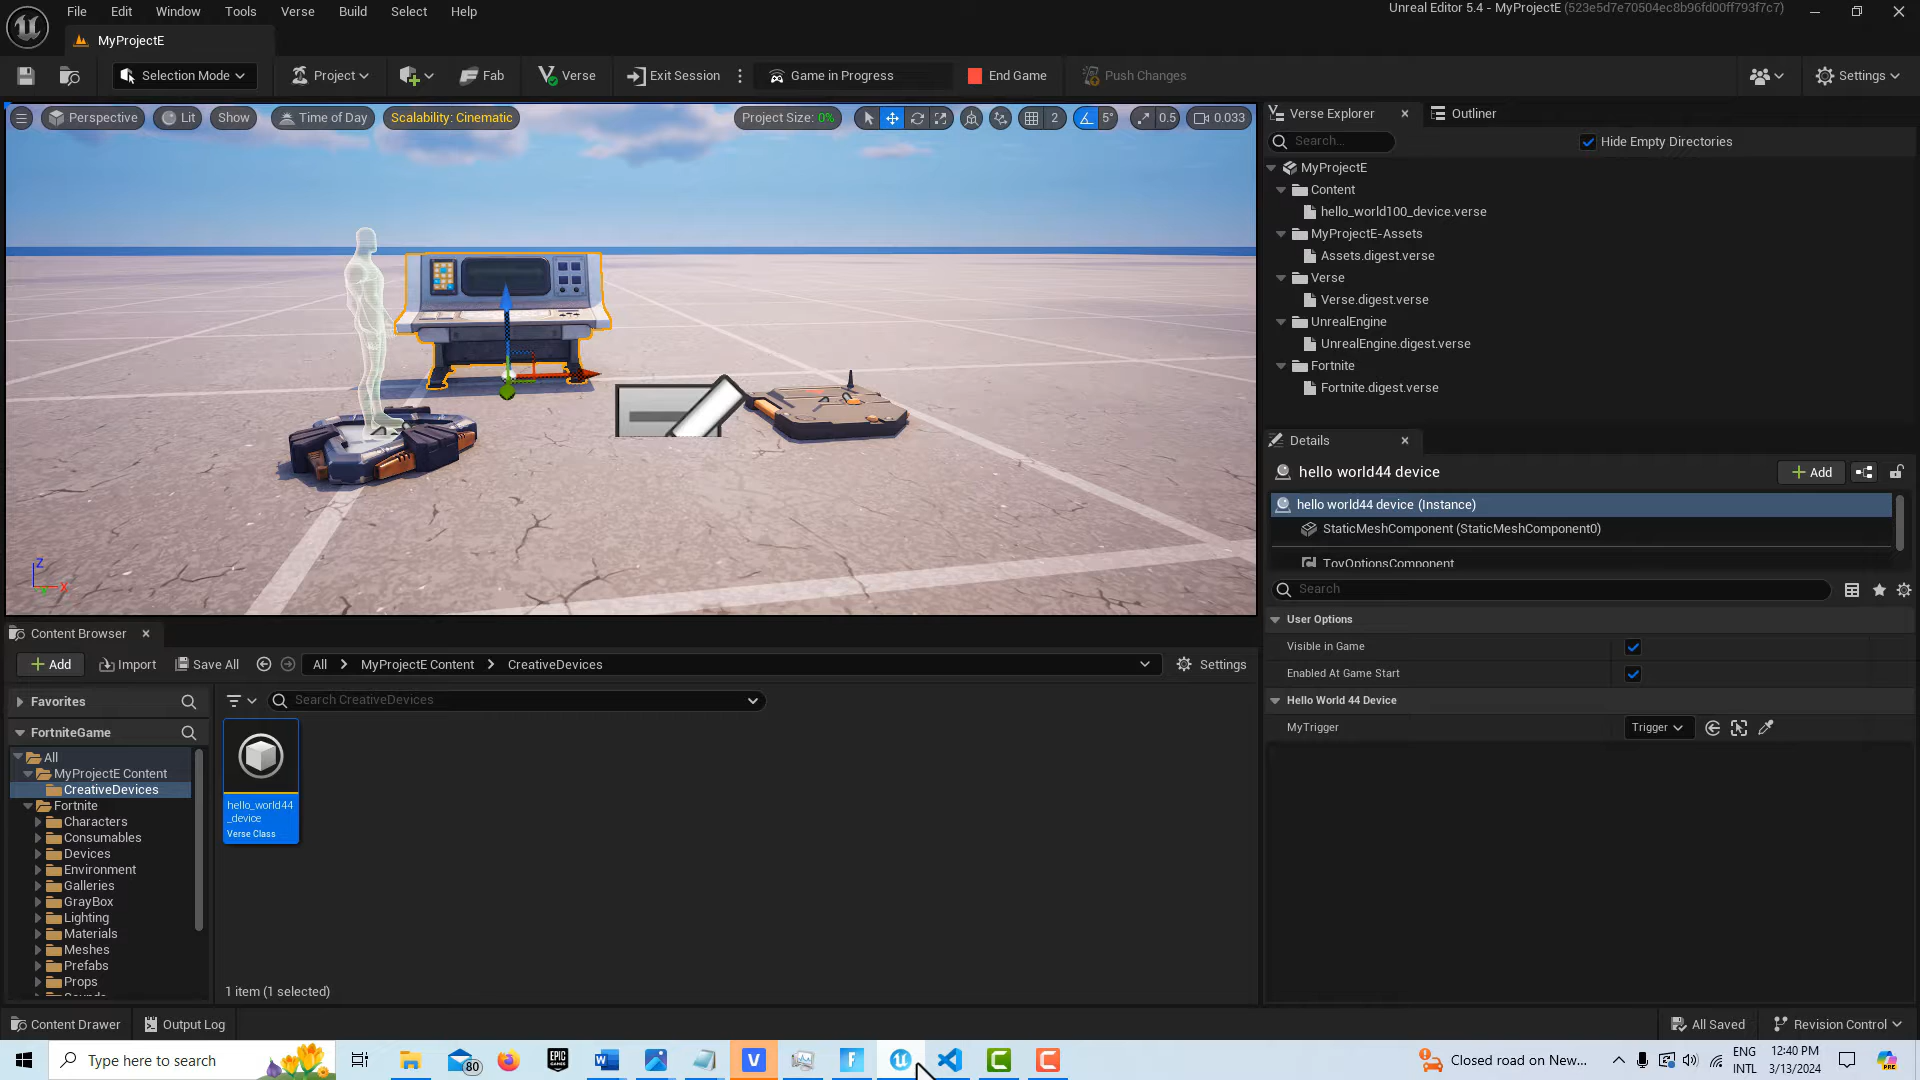 File Edit Window Tools Verse Build Select Help
Unreal Editor 5.4 - MyProjectE (523e5d7e70504ec8b96fd00ff793f7c7)
MyProjectE
Selection Mode Project Fab Verse Exit Session Game in Progress End Game Push Changes Settings
Perspective Lit Show Time of Day Scalability: Cinematic Project Size: 0% 2 5° 0.5 0.033
Z
X
Verse Explorer Outliner
Search... Hide Empty Directories
MyProjectE
Content
hello_world100_device.verse
MyProjectE-Assets
Assets.digest.verse
Verse
Verse.digest.verse
UnrealEngine
UnrealEngine.digest.verse
Fortnite
Fortnite.digest.verse
Details
hello world44 device Add
hello world44 device (Instance)
StaticMeshComponent (StaticMeshComponent0)
ToyOptionsComponent
Search
User Options
Visible in Game
Enabled At Game Start
Hello World 44 Device
MyTrigger Trigger
Content Browser
Add Import Save All All MyProjectE Content CreativeDevices Settings
Favorites
Search CreativeDevices
FortniteGame
All
MyProjectE Content
CreativeDevices
Fortnite
Characters
Consumables
Devices
Environment
Galleries
GrayBox
Lighting
Materials
Meshes
Prefabs
Props
Sounds
hello_world44
_device
Verse Class
1 item (1 selected)
Content Drawer Output Log All Saved Revision Control
Type here to search
80
EPIC
GAMES
Closed road on New...
ENG
INTL
12:40 PM
3/13/2024
PRE